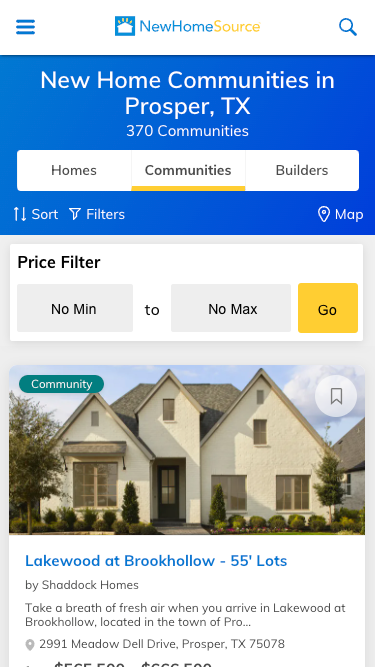 NewHomeSource
New Home Communities in
Prosper, TX
370 Communities
Homes
Communities
Builders
Sort
Filters
Map
Price Filter
No Min
to
No Max
Go
Community
Lakewood at Brookhollow - 55' Lots
by Shaddock Homes
Take a breath of fresh air when you arrive in Lakewood at
Brookhollow, located in the town of Pro...
2991 Meadow Dell Drive, Prosper, TX 75078